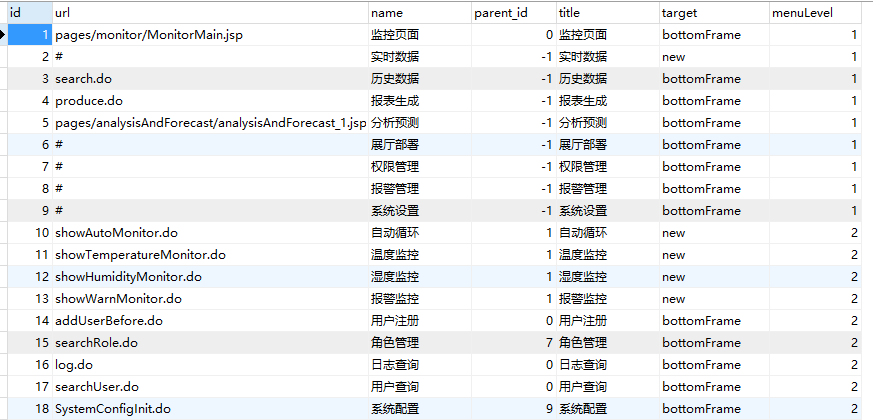 id url name parent_id title target menuLevel
1 pages/monitor/MonitorMain.jsp 监控页面 0 监控页面 bottomFrame 1
2 # 实时数据 -1 实时数据 new 1
3 search.do 历史数据 -1 历史数据 bottomFrame 1
4 produce.do 报表生成 -1 报表生成 bottomFrame 1
5 pages/analysisAndForecast/analysisAndForecast_1.jsp 分析预测 -1 分析预测 bottomFrame 1
6 # 展厅部署 -1 展厅部署 bottomFrame 1
7 # 权限管理 -1 权限管理 bottomFrame 1
8 # 报警管理 -1 报警管理 bottomFrame 1
9 # 系统设置 -1 系统设置 bottomFrame 1
10 showAutoMonitor.do 自动循环 1 自动循环 new 2
11 showTemperatureMonitor.do 温度监控 1 温度监控 new 2
12 showHumidityMonitor.do 湿度监控 1 湿度监控 new 2
13 showWarnMonitor.do 报警监控 1 报警监控 new 2
14 addUserBefore.do 用户注册 0 用户注册 bottomFrame 2
15 searchRole.do 角色管理 7 角色管理 bottomFrame 2
16 log.do 日志查询 0 日志查询 bottomFrame 2
17 searchUser.do 用户查询 0 用户查询 bottomFrame 2
18 SystemConfigInit.do 系统配置 9 系统配置 bottomFrame 2